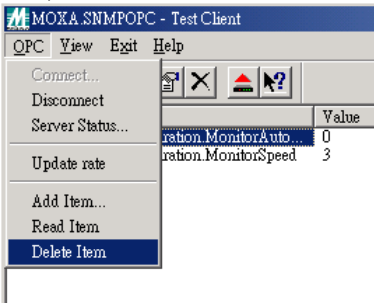 MOXA.SNMPOPC - Test Client
OPC View Exit Help
Connect...
Disconnect
Server Status...
Update rate
Add Item...
Read Item
Delete Item
Value
ration.MonitorAuto... 0
ration.MonitorSpeed 3